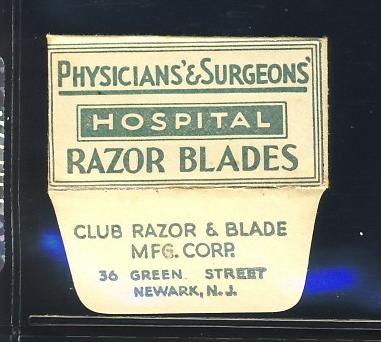 PHYSICIANS' & SURGEONS'
HOSPITAL
RAZOR BLADES
CLUB RAZOR & BLADE
MFG. CORP.
36 GREEN STREET
NEWARK, N.J.